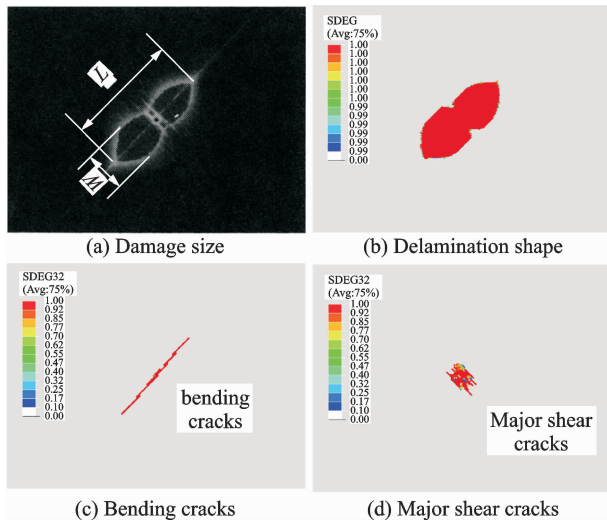 L
W
(a) Damage size
SDEG
(Avg:75%)
1.00
1.00
1.00
1.00
1.00
1.00
0.99
0.99
0.99
0.99
0.99
0.99
0.00
(b) Delamination shape
SDEG32
(Avg:75%)
1.00
0.92
0.85
0.77
0.70
0.62
0.55
0.47
0.40
0.32
0.25
0.17
0.10
0.00
bending
cracks
(c) Bending cracks
SDEG32
(Avg:75%)
1.00
0.92
0.85
0.77
0.70
0.62
0.55
0.47
0.40
0.32
0.25
0.17
0.10
0.00
Major shear
cracks
(d) Major shear cracks